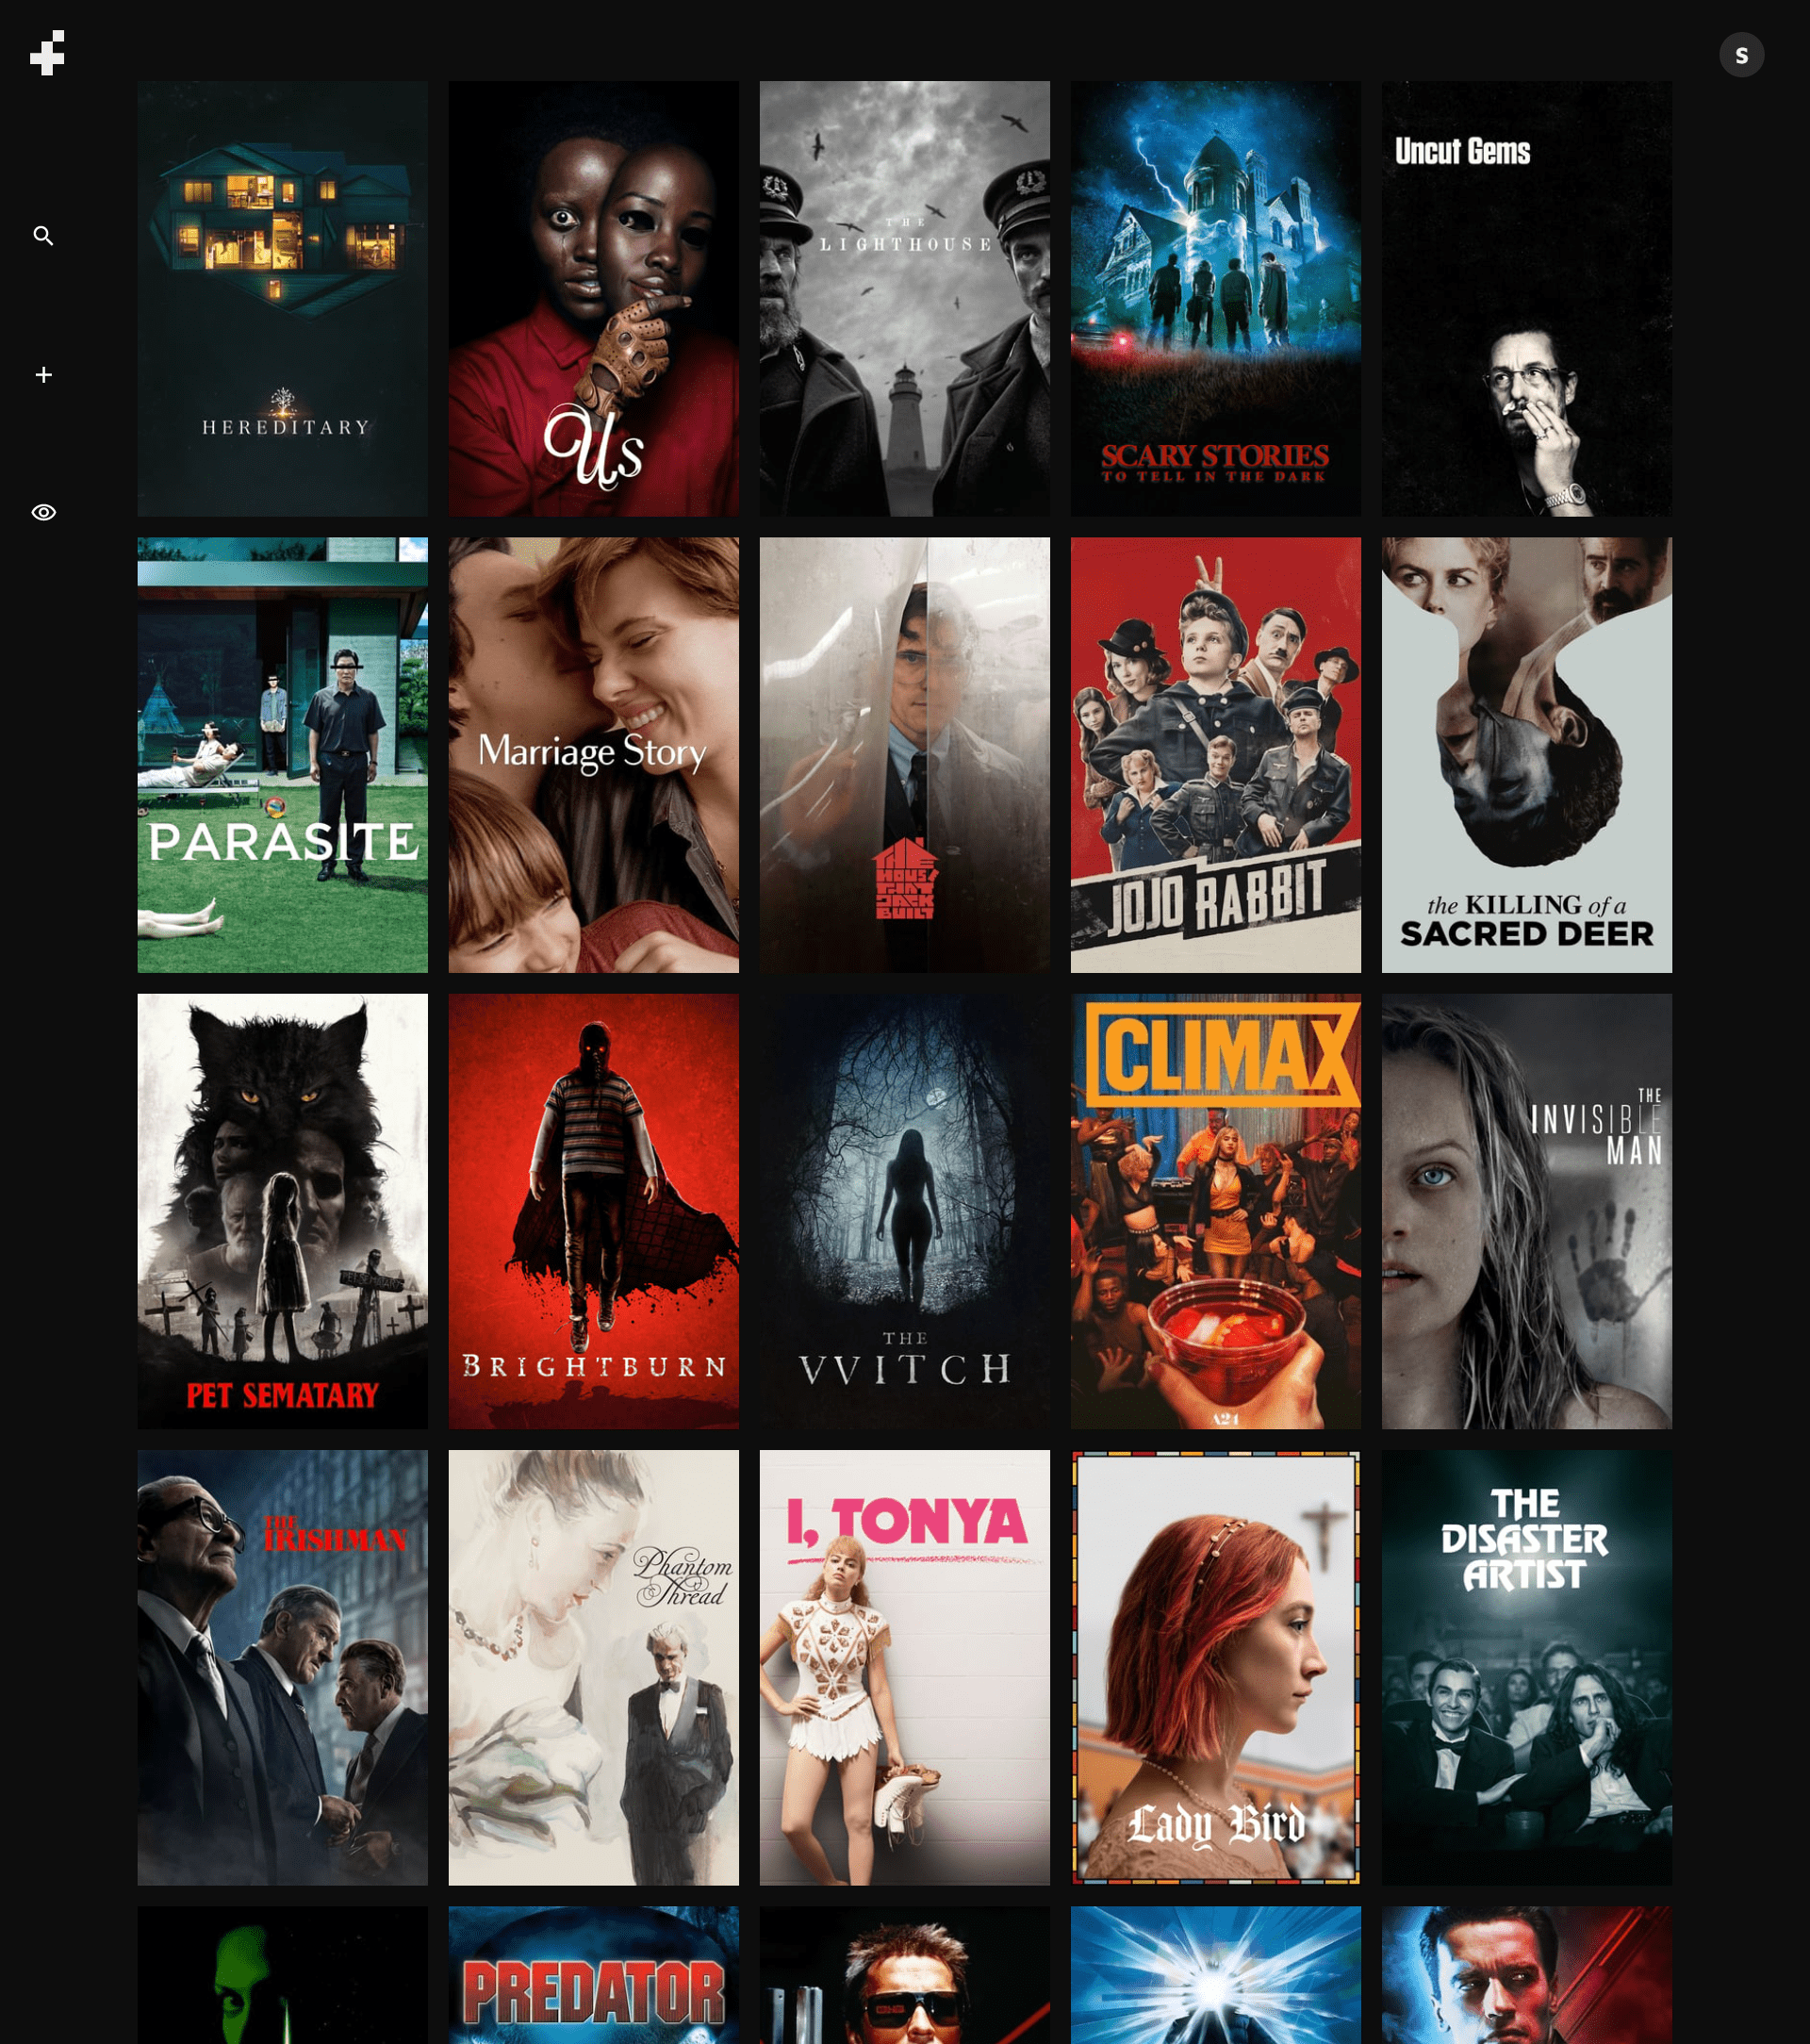 S
HEREDITARY
Us
THE
LIGHTHOUSE
SCARY STORIES
TO TELL IN THE DARK
Uncut Gems
PARASITE
Marriage Story
THE
HOUSE
THAT
JACK
BUILT
JOJO RABBIT
the KILLING of a
SACRED DEER
PET SEMATARY
BRIGHTBURN
THE
VVITCH
CLIMAX
A24
THE
INVISIBLE
MAN
THE
IRISHMAN
Phantom
Thread
I, TONYA
Lady Bird
THE
DISASTER
ARTIST
PREDATOR